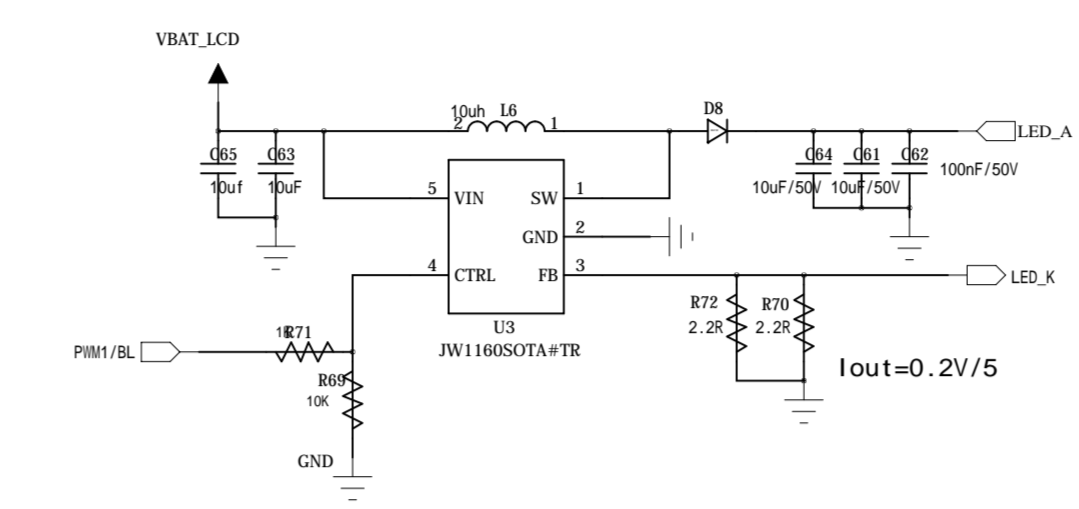 VBAT_LCD
10uh L6
2 1
D8
LED_A
C65 C63
10uf 10uF
C64 C61 C62
10uF/50V 10uF/50V 100nF/50V
5 VIN SW 1
GND 2
4 CTRL FB 3
LED_K
U3
JW1160SOTA#TR
R72 R70
2.2R 2.2R
Iout=0.2V/5
PWM1/BL
1K R71
R69
10K
GND